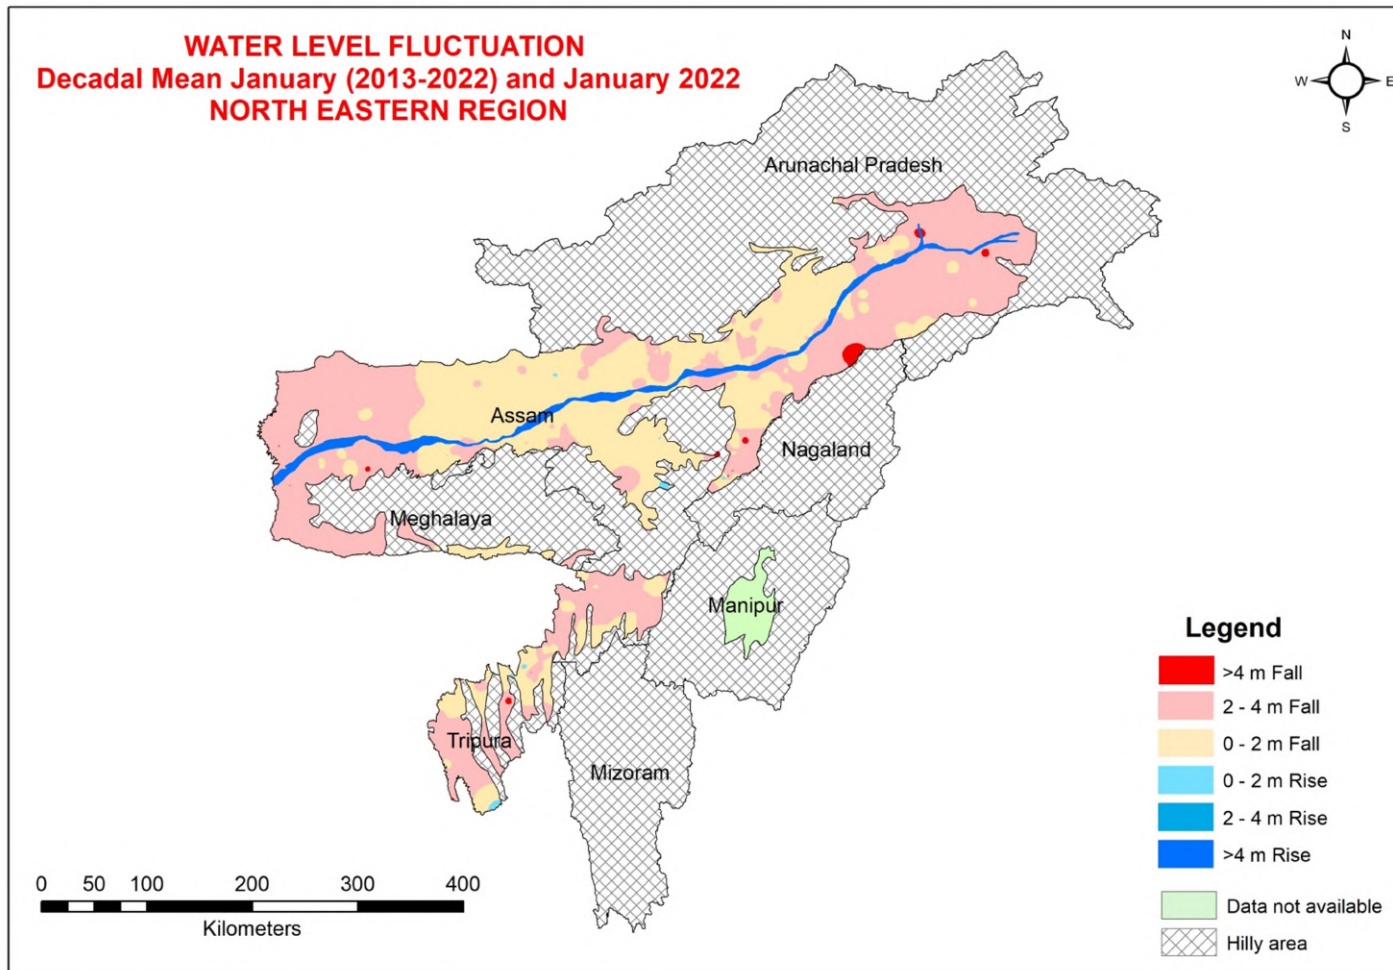 WATER LEVEL FLUCTUATION
Decadal Mean January (2013-2022) and January 2022
NORTH EASTERN REGION
N
W
E
S
Arunachal Pradesh
Assam
Nagaland
Meghalaya
Manipur
Tripura
Mizoram
Legend
>4 m Fall
2 - 4 m Fall
0 - 2 m Fall
0 - 2 m Rise
2 - 4 m Rise
>4 m Rise
Data not available
Hilly area
0 50 100 200 300 400
Kilometers